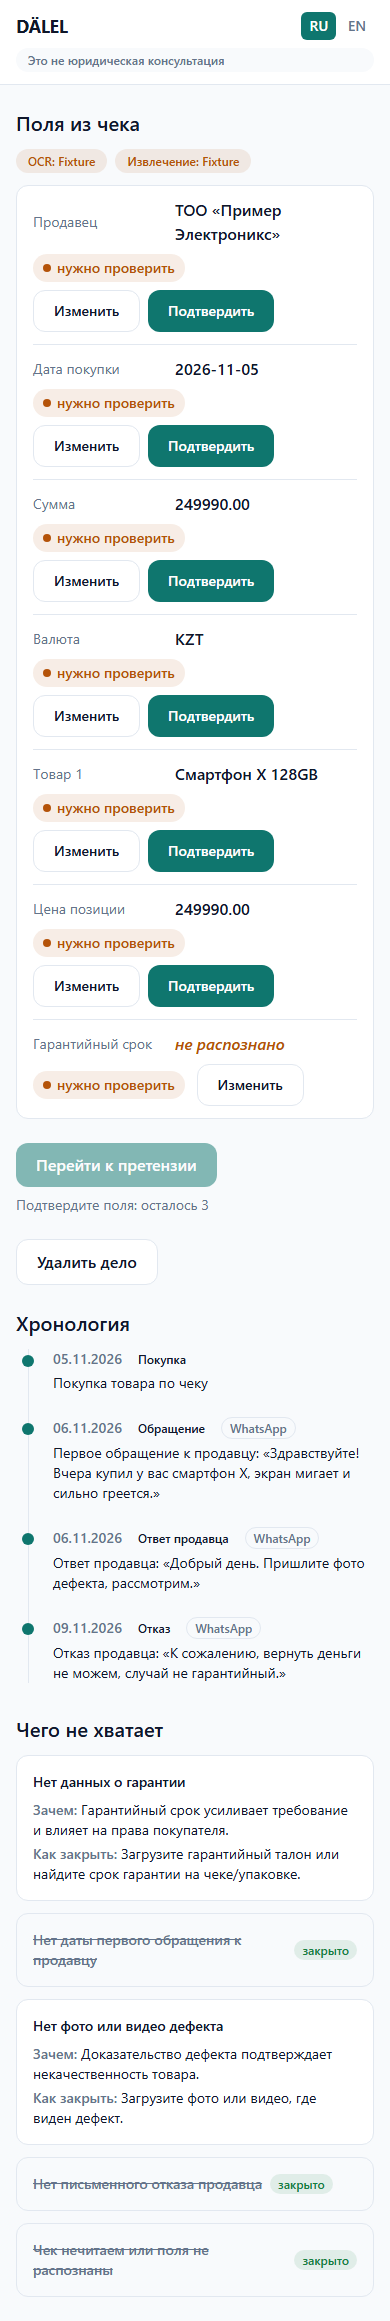 DÄLEL
RU EN
Это не юридическая консультация
Поля из чека
OCR: Fixture Извлечение: Fixture
Продавец
ТОО «Пример
Электроникс»
нужно проверить
Изменить Подтвердить
Дата покупки 2026-11-05
нужно проверить
Изменить Подтвердить
Сумма 249990.00
нужно проверить
Изменить Подтвердить
Валюта KZT
нужно проверить
Изменить Подтвердить
Товар 1 Смартфон X 128GB
нужно проверить
Изменить Подтвердить
Цена позиции 249990.00
нужно проверить
Изменить Подтвердить
Гарантийный срок не распознано
нужно проверить Изменить
Перейти к претензии
Подтвердите поля: осталось 3
Удалить дело
Хронология
05.11.2026 Покупка
Покупка товара по чеку
06.11.2026 Обращение WhatsApp
Первое обращение к продавцу: «Здравствуйте!
Вчера купил у вас смартфон X, экран мигает и
сильно греется.»
06.11.2026 Ответ продавца WhatsApp
Ответ продавца: «Добрый день. Пришлите фото
дефекта, рассмотрим.»
09.11.2026 Отказ WhatsApp
Отказ продавца: «К сожалению, вернуть деньги
не можем, случай не гарантийный.»
Чего не хватает
Нет данных о гарантии
Зачем: Гарантийный срок усиливает требование
и влияет на права покупателя.
Как закрыть: Загрузите гарантийный талон или
найдите срок гарантии на чеке/упаковке.
Нет даты первого обращения к
продавцу
закрыто
Нет фото или видео дефекта
Зачем: Доказательство дефекта подтверждает
некачественность товара.
Как закрыть: Загрузите фото или видео, где
виден дефект.
Нет письменного отказа продавца закрыто
Чек нечитаем или поля не
распознаны
закрыто